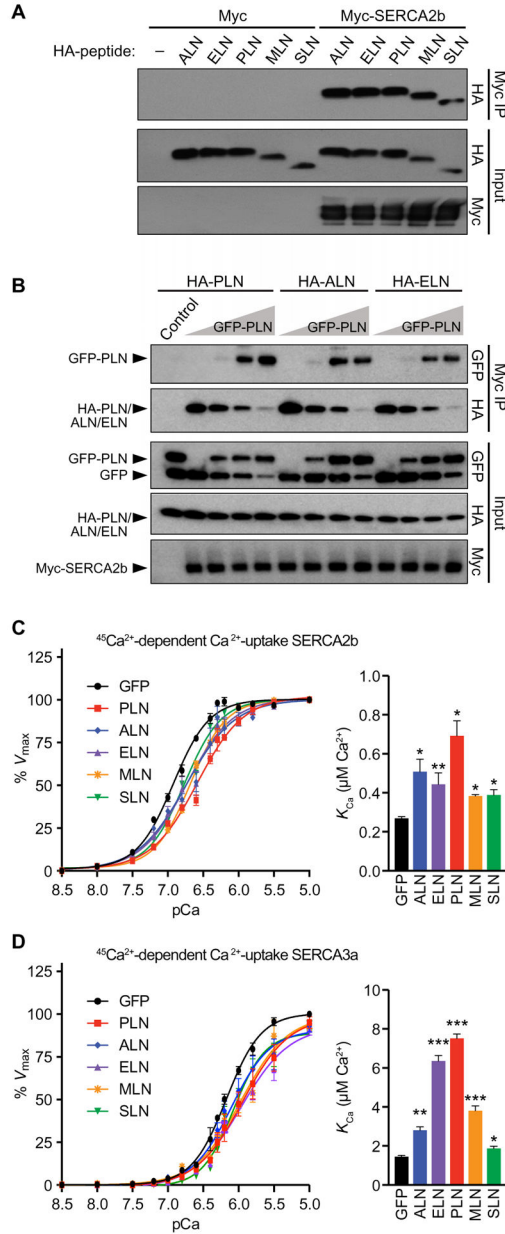 A
Myc
Myc-SERCA2b
HA-peptide:
–
ALN
ELN
PLN
MLN
SLN
ALN
ELN
PLN
MLN
SLN
HA
Myc IP
HA
Myc
Input
B
HA-PLN
HA-ALN
HA-ELN
Control
GFP-PLN
GFP-PLN
GFP-PLN
GFP-PLN
GFP
HA-PLN/
ALN/ELN
HA
Myc IP
GFP-PLN
GFP
GFP
HA-PLN/
ALN/ELN
HA
Myc-SERCA2b
Myc
Input
C
⁴⁵Ca²⁺-dependent Ca²⁺-uptake SERCA2b
% Vmax
125
100
75
50
25
0
GFP
PLN
ALN
ELN
MLN
SLN
8.5 8.0 7.5 7.0 6.5 6.0 5.5 5.0
pCa
KCa (μM Ca²⁺)
1.0
0.8
0.6
0.4
0.2
0.0
* ** * * *
GFP
ALN
ELN
PLN
MLN
SLN
D
⁴⁵Ca²⁺-dependent Ca²⁺-uptake SERCA3a
% Vmax
125
100
75
50
25
0
GFP
PLN
ALN
ELN
MLN
SLN
8.5 8.0 7.5 7.0 6.5 6.0 5.5 5.0
pCa
KCa (μM Ca²⁺)
10
8
6
4
2
0
** *** *** *** *
GFP
ALN
ELN
PLN
MLN
SLN